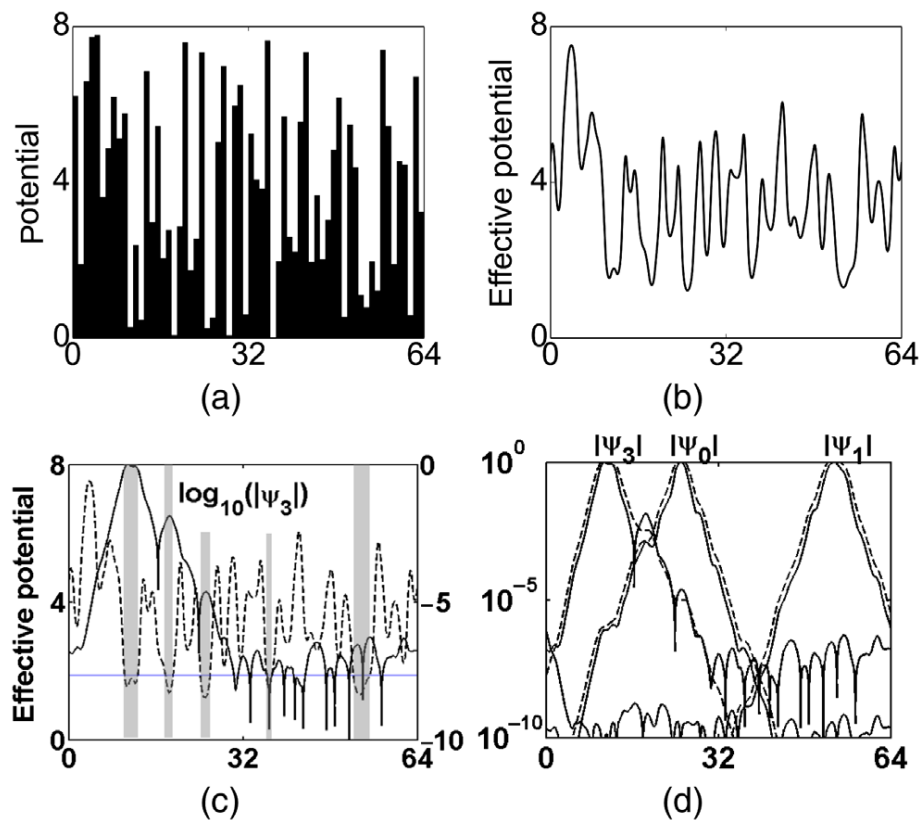 8
4
0
0
32
64
Potential
(a)
8
4
0
0
32
64
Effective potential
(b)
8
4
0
0
32
64
0
−5
−10
Effective potential
log10(|ψ3|)
(c)
|Ψ3|
|Ψ0|
|Ψ1|
10^0
10^−5
10^−10
0
32
64
(d)